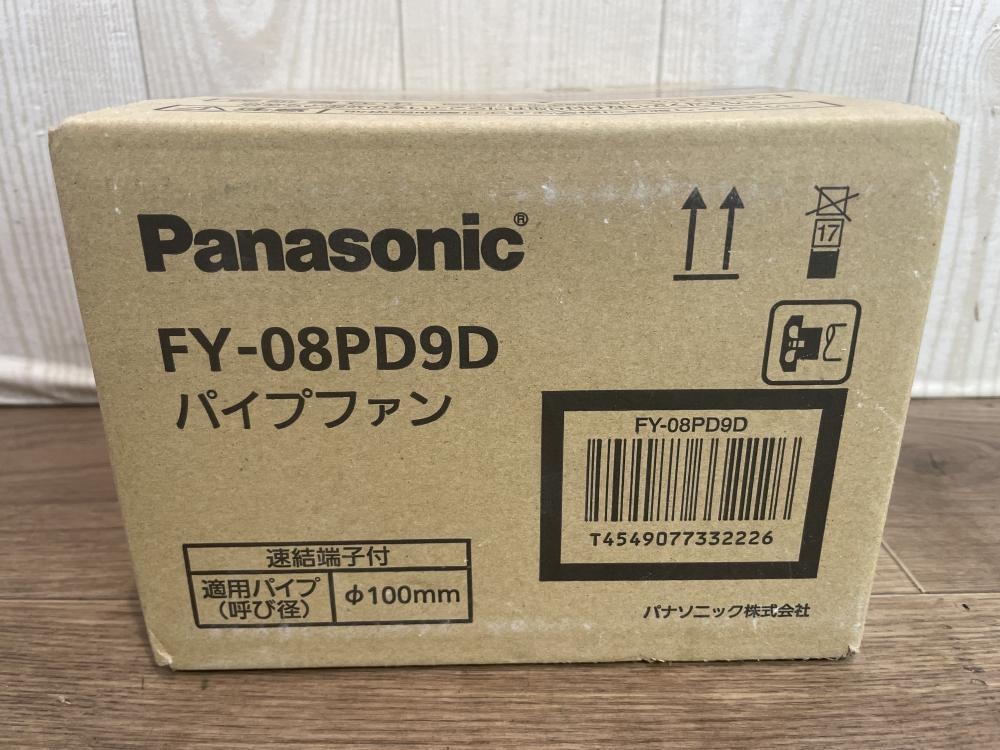 Panasonic®
17
FY-08PD9D
パイプファン
FY-08PD9D
T4549077332226
速結端子付
適用パイプ
(呼び径)
φ100mm
パナソニック株式会社